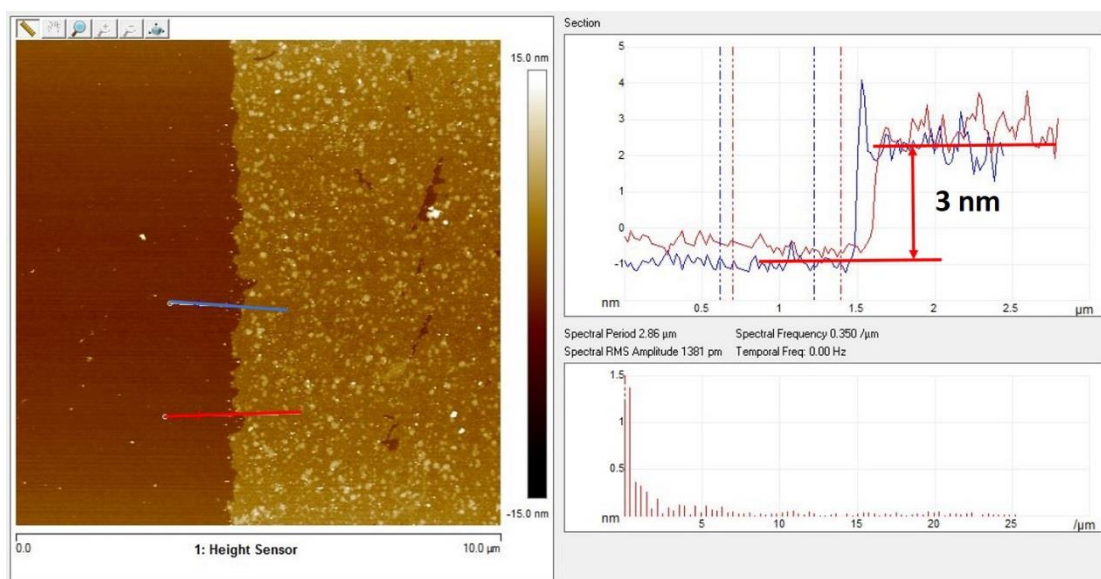 15.0 nm
-15.0 nm
0.0
1: Height Sensor
10.0 µm
Section
5
4
3
2
1
0
-1
nm
0.5
1
1.5
2
2.5
µm
3 nm
Spectral Period 2.86 µm Spectral Frequency 0.350 /µm
Spectral RMS Amplitude 1381 pm Temporal Freq: 0.00 Hz
1.5
1
0.5
nm
5
10
15
20
25
/µm